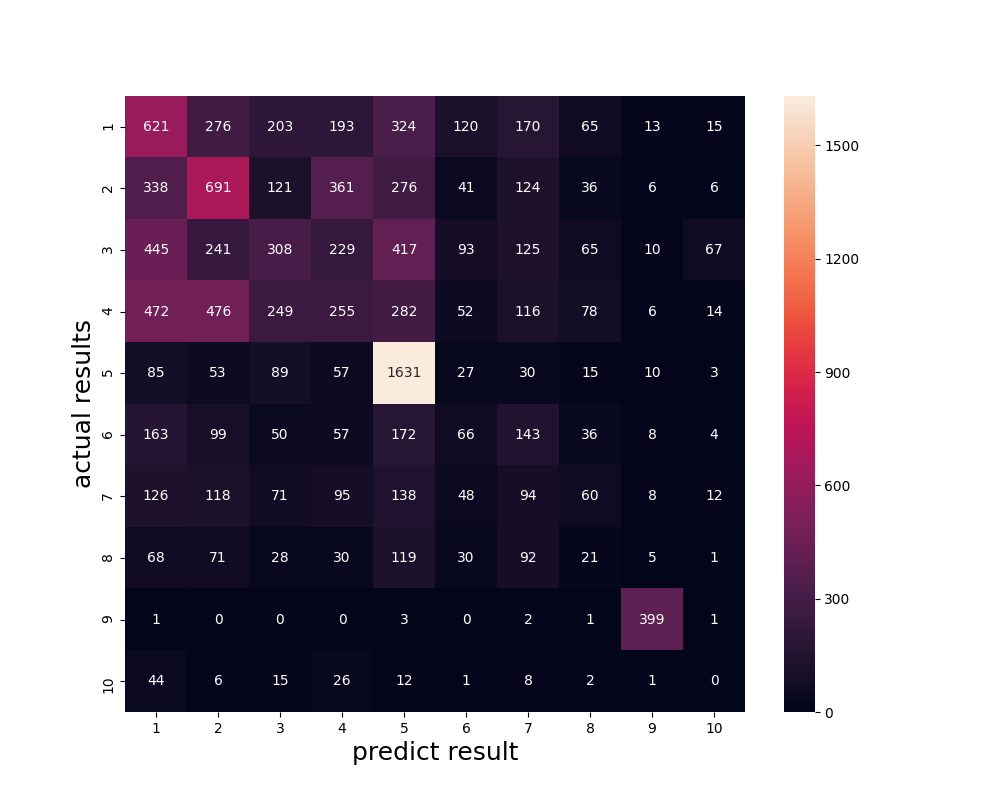 1 621 276 203 193 324 120 170 65 13 15
2 338 691 121 361 276 41 124 36 6 6
3 445 241 308 229 417 93 125 65 10 67
4 472 476 249 255 282 52 116 78 6 14
5 85 53 89 57 1631 27 30 15 10 3
6 163 99 50 57 172 66 143 36 8 4
7 126 118 71 95 138 48 94 60 8 12
8 68 71 28 30 119 30 92 21 5 1
9 1 0 0 0 3 0 2 1 399 1
10 44 6 15 26 12 1 8 2 1 0
1 2 3 4 5 6 7 8 9 10
predict result
actual results
1500
1200
900
600
300
0